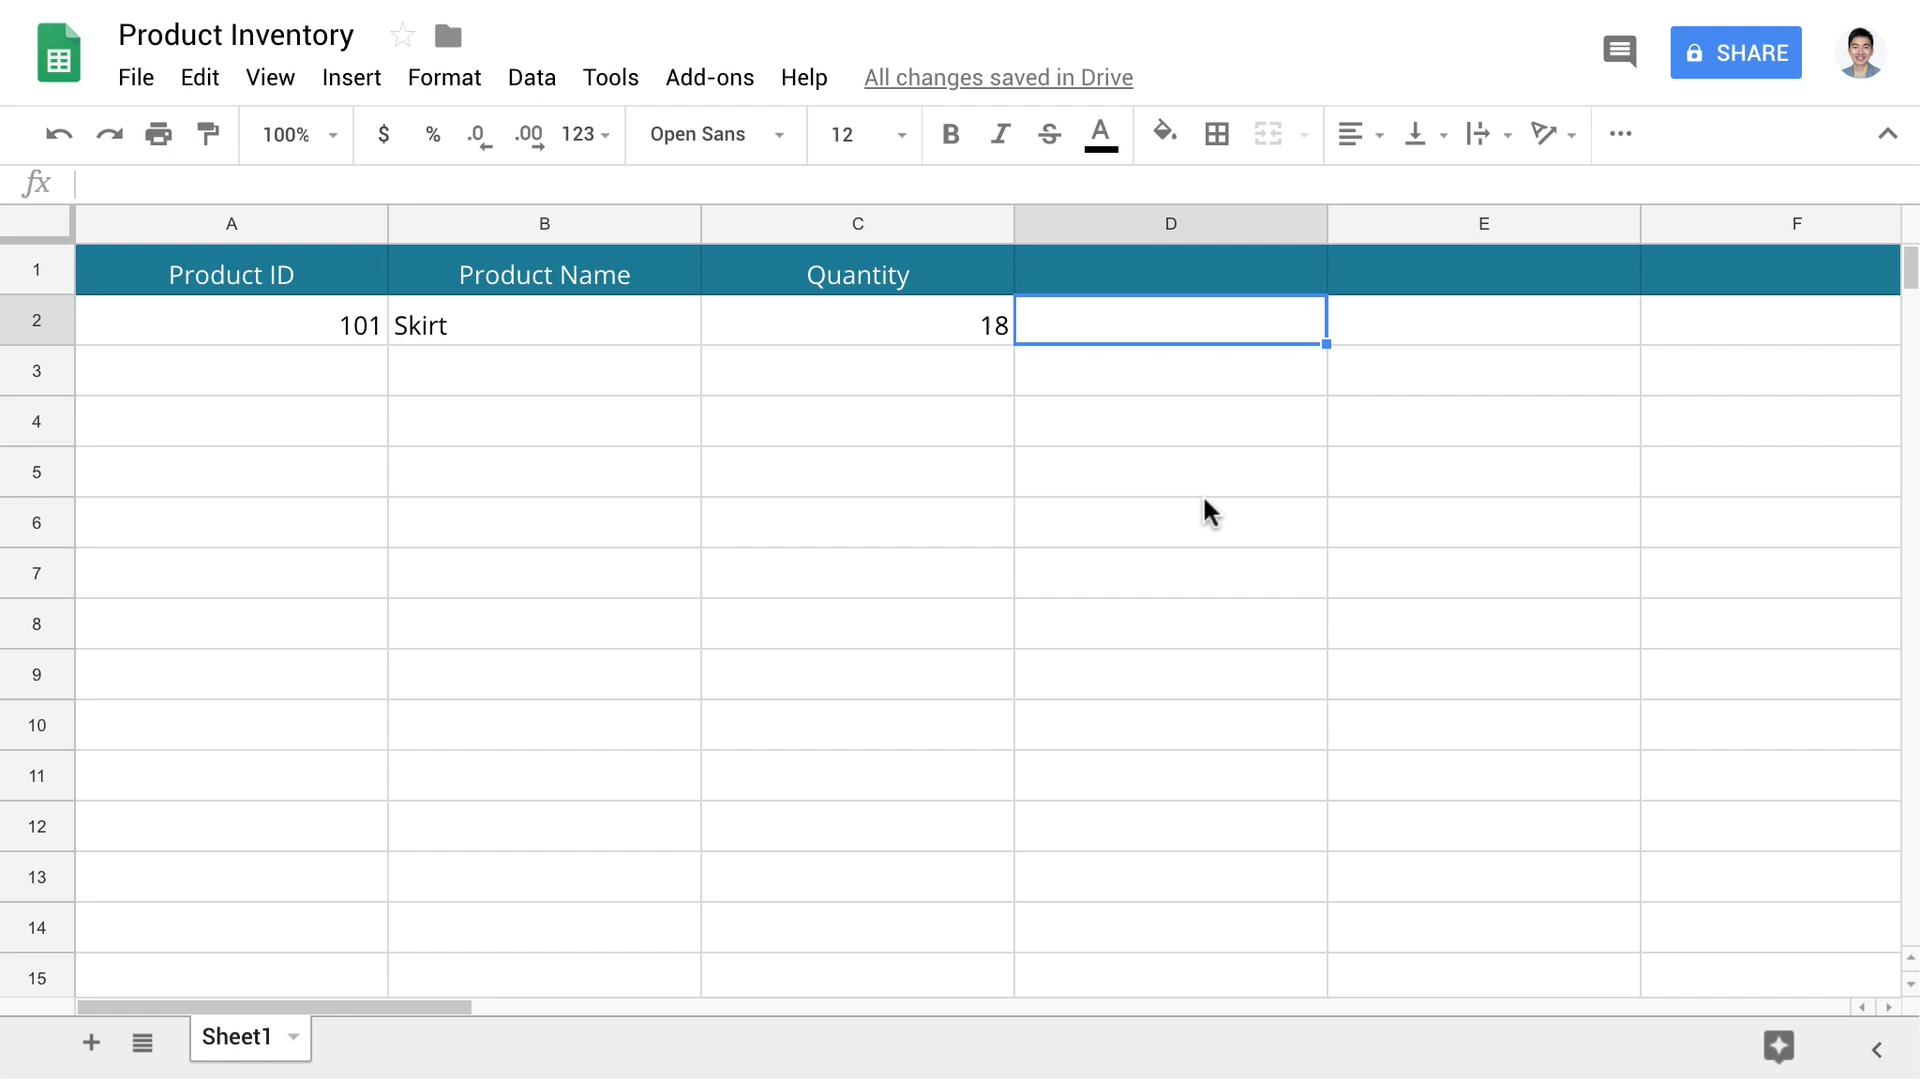 Product Inventory
File Edit View Insert Format Data Tools Add-ons Help All changes saved in Drive
SHARE
100% $ % .0 .00 123 Open Sans 12 B I S A
fx
A B C D E F
1 Product ID Product Name Quantity
2 101 Skirt 18
3
4
5
6
7
8
9
10
11
12
13
14
15
+ Sheet1